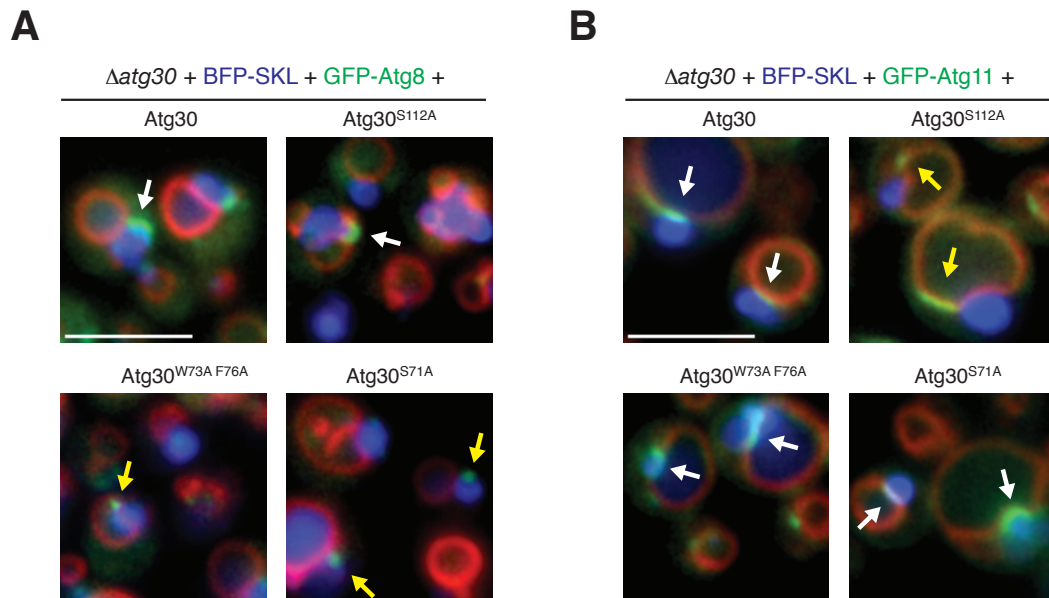 A
B
Δatg30 + BFP-SKL + GFP-Atg8 +
Δatg30 + BFP-SKL + GFP-Atg11 +
Atg30
Atg30S112A
Atg30
Atg30S112A
Atg30W73A F76A
Atg30S71A
Atg30W73A F76A
Atg30S71A